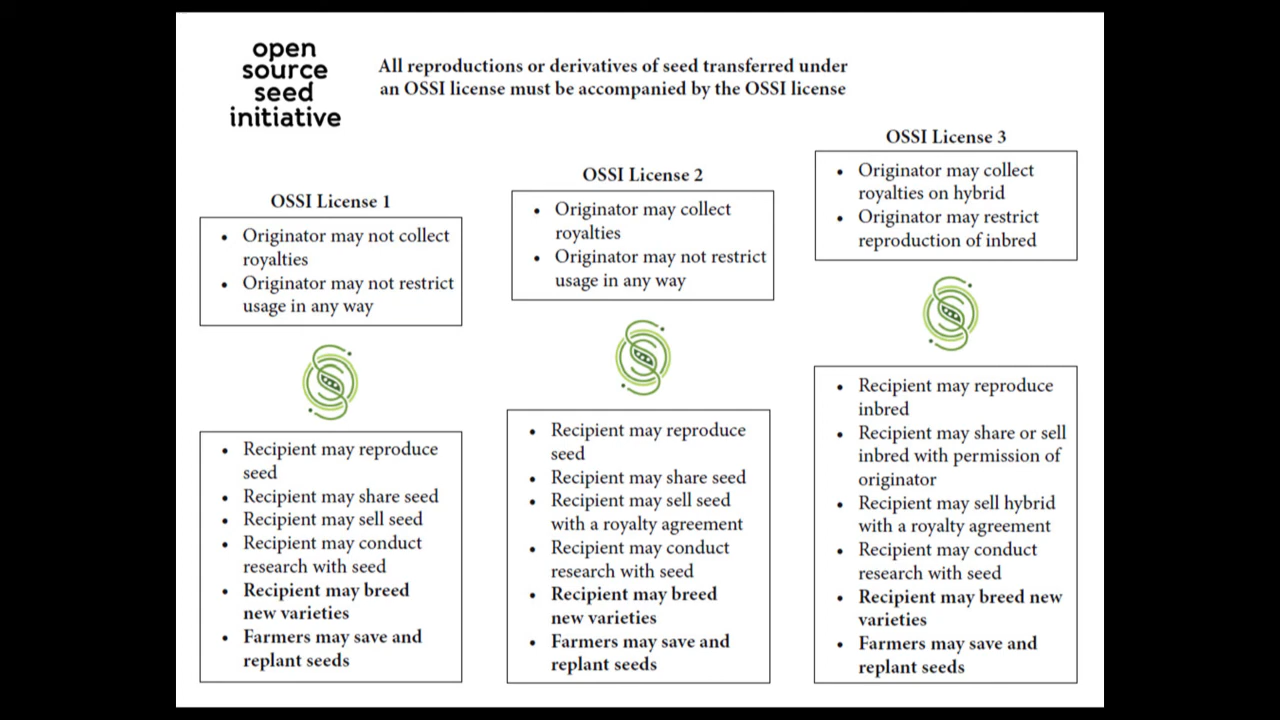 open
source
seed
initiative
All reproductions or derivatives of seed transferred under
an OSSI license must be accompanied by the OSSI license
OSSI License 1
• Originator may not collect
royalties
• Originator may not restrict
usage in any way
• Recipient may reproduce
seed
• Recipient may share seed
• Recipient may sell seed
• Recipient may conduct
research with seed
• Recipient may breed
new varieties
• Farmers may save and
replant seeds
OSSI License 2
• Originator may collect
royalties
• Originator may not restrict
usage in any way
• Recipient may reproduce
seed
• Recipient may share seed
• Recipient may sell seed
with a royalty agreement
• Recipient may conduct
research with seed
• Recipient may breed
new varieties
• Farmers may save and
replant seeds
OSSI License 3
• Originator may collect
royalties on hybrid
• Originator may restrict
reproduction of inbred
• Recipient may reproduce
inbred
• Recipient may share or sell
inbred with permission of
originator
• Recipient may sell hybrid
with a royalty agreement
• Recipient may conduct
research with seed
• Recipient may breed new
varieties
• Farmers may save and
replant seeds